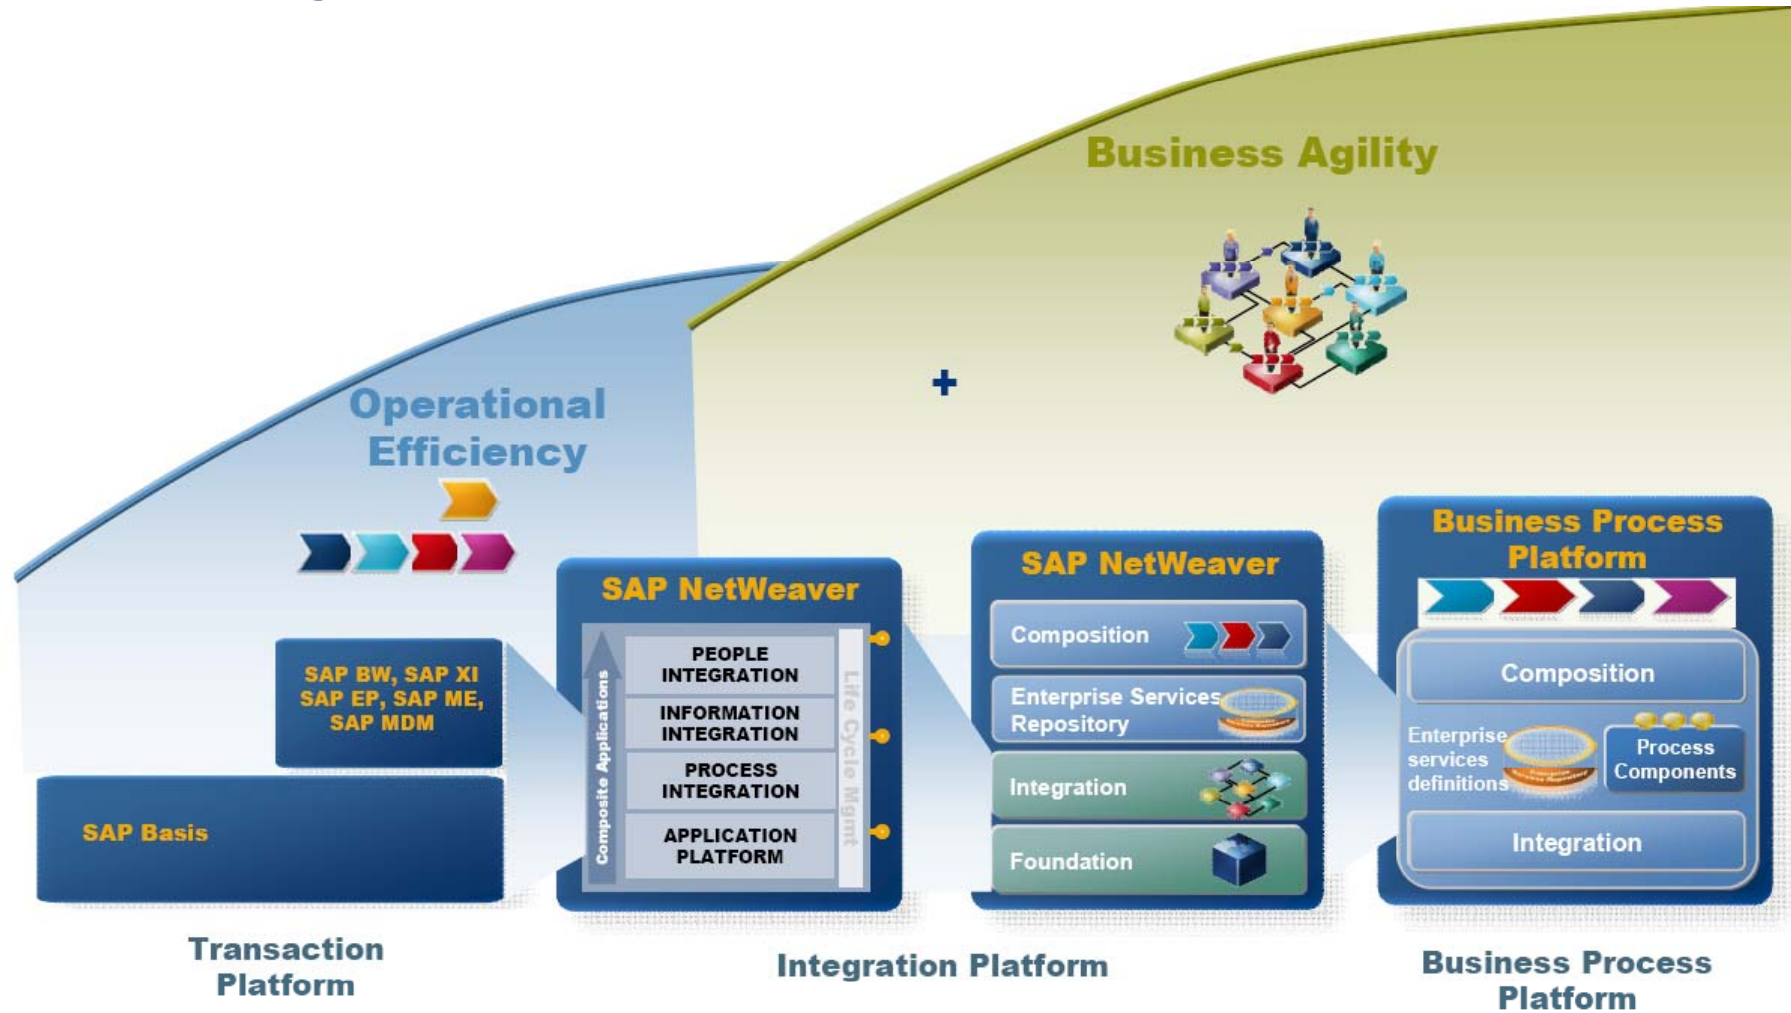 Business Agility
+
Operational
Efficiency
SAP BW, SAP XI
SAP EP, SAP ME,
SAP MDM
SAP Basis
Transaction
Platform
SAP NetWeaver
Composite Applications
PEOPLE
INTEGRATION
INFORMATION
INTEGRATION
PROCESS
INTEGRATION
APPLICATION
PLATFORM
Life Cycle Mgmt
SAP NetWeaver
Composition
Enterprise Services
Repository
Integration
Foundation
Integration Platform
Business Process
Platform
Composition
Enterprise
services
definitions
Process
Components
Integration
Business Process
Platform